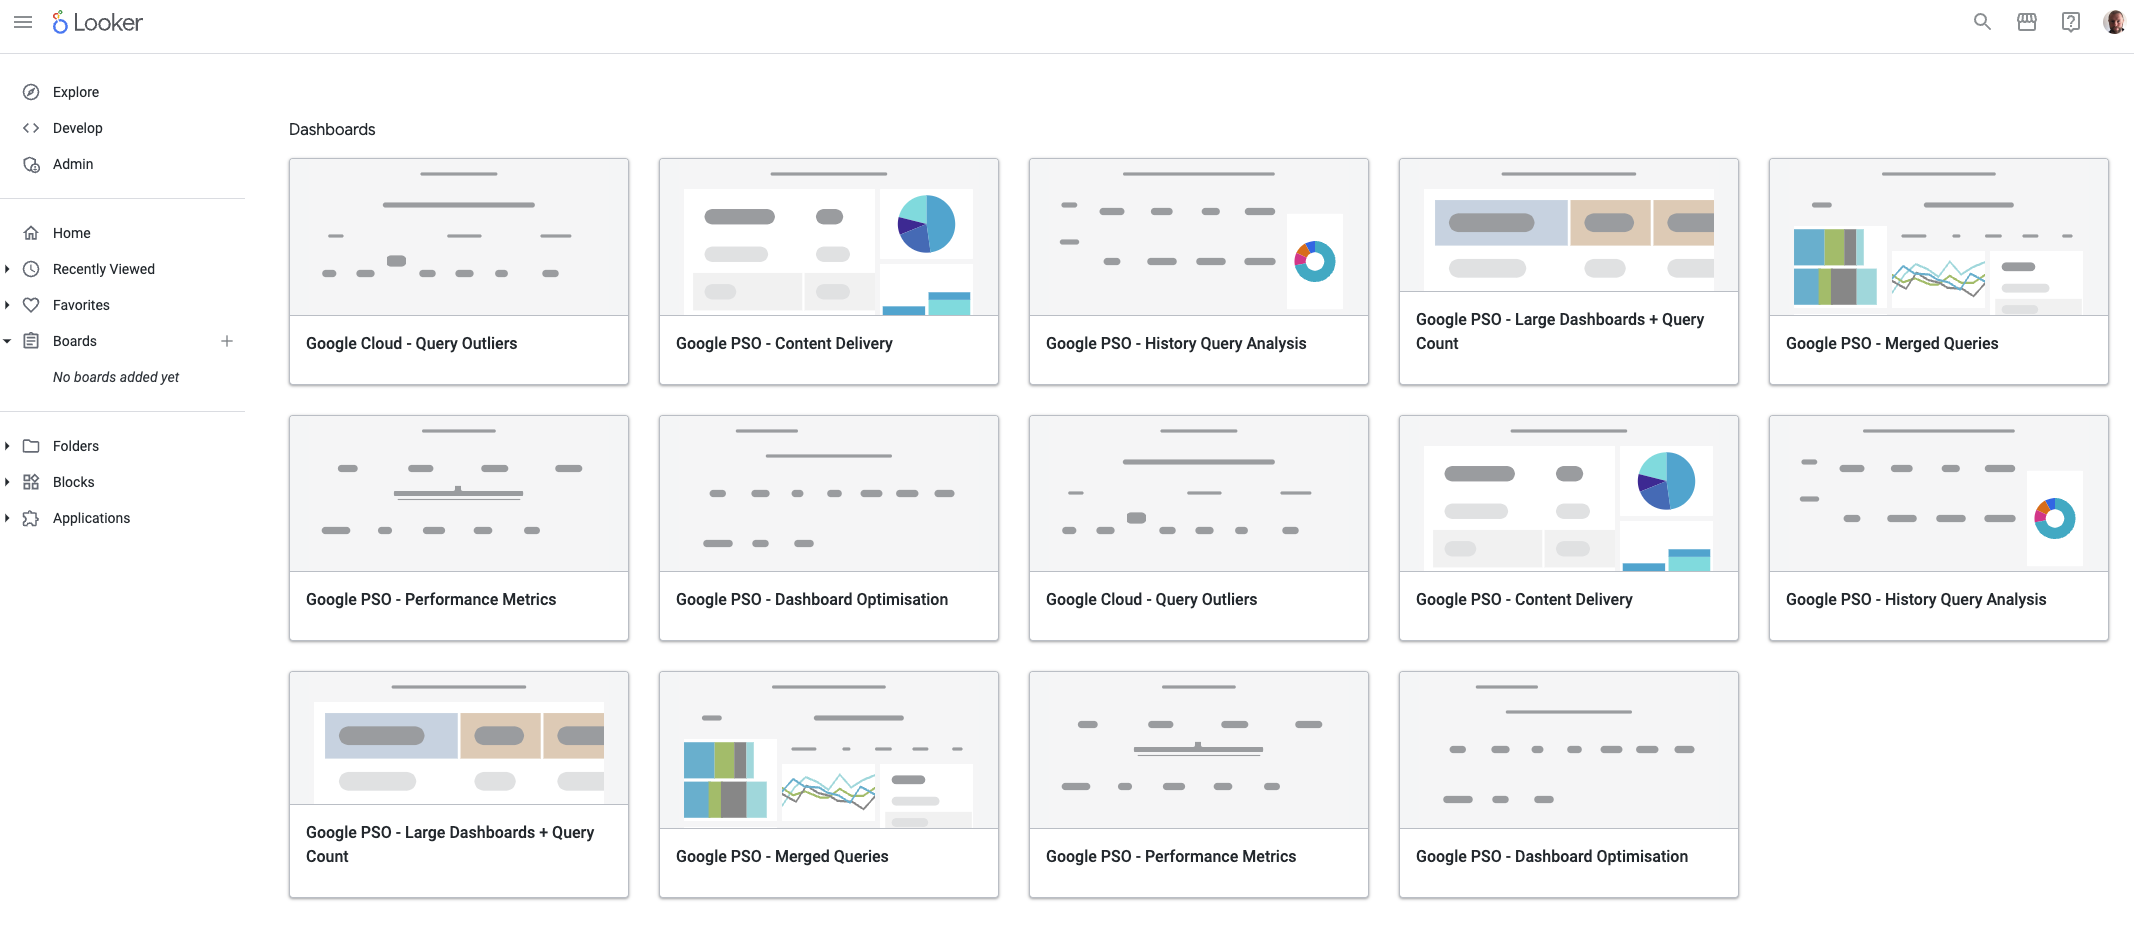 Looker
Explore
Develop
Admin
Home
Recently Viewed
Favorites
Boards
No boards added yet
Folders
Blocks
Applications
Dashboards
Google Cloud - Query Outliers
Google PSO - Content Delivery
Google PSO - History Query Analysis
Google PSO - Large Dashboards + Query
Count
Google PSO - Merged Queries
Google PSO - Performance Metrics
Google PSO - Dashboard Optimisation
Google Cloud - Query Outliers
Google PSO - Content Delivery
Google PSO - History Query Analysis
Google PSO - Large Dashboards + Query
Count
Google PSO - Merged Queries
Google PSO - Performance Metrics
Google PSO - Dashboard Optimisation